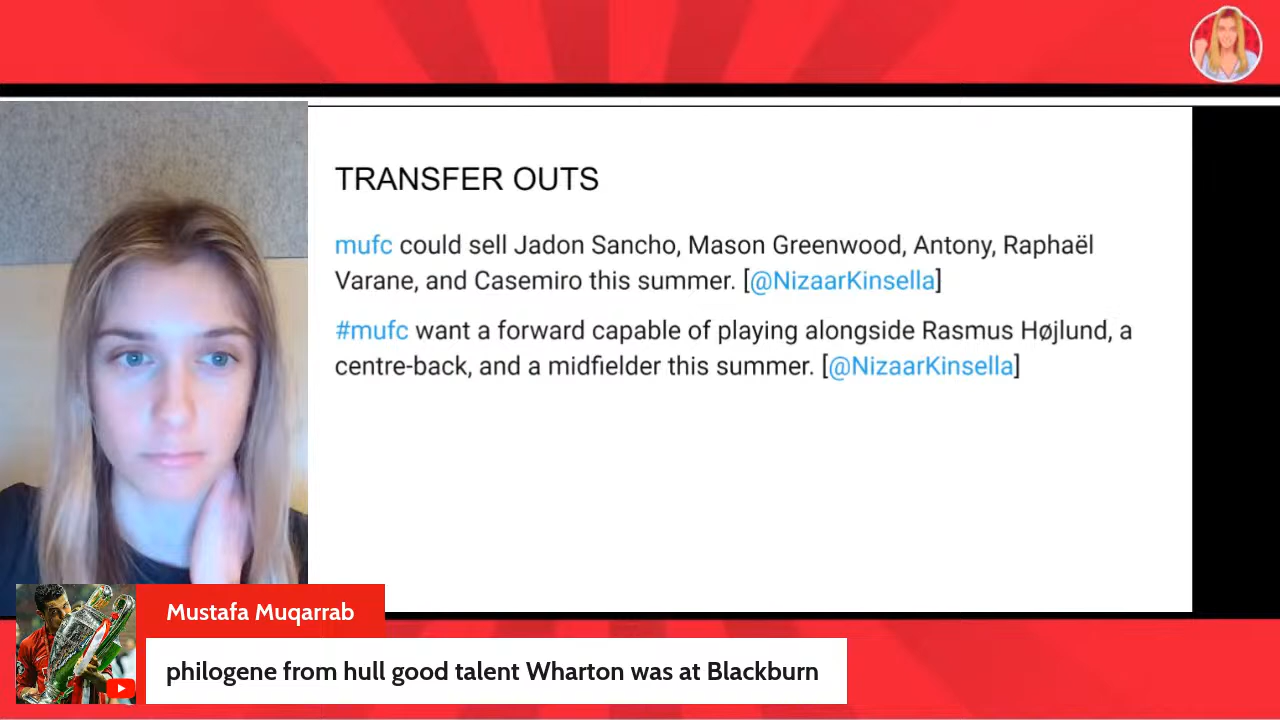 TRANSFER OUTS
mufc could sell Jadon Sancho, Mason Greenwood, Antony, Raphaël
Varane, and Casemiro this summer. [@NizaarKinsella]
#mufc want a forward capable of playing alongside Rasmus Højlund, a
centre-back, and a midfielder this summer. [@NizaarKinsella]
Mustafa Muqarrab
philogene from hull good talent Wharton was at Blackburn